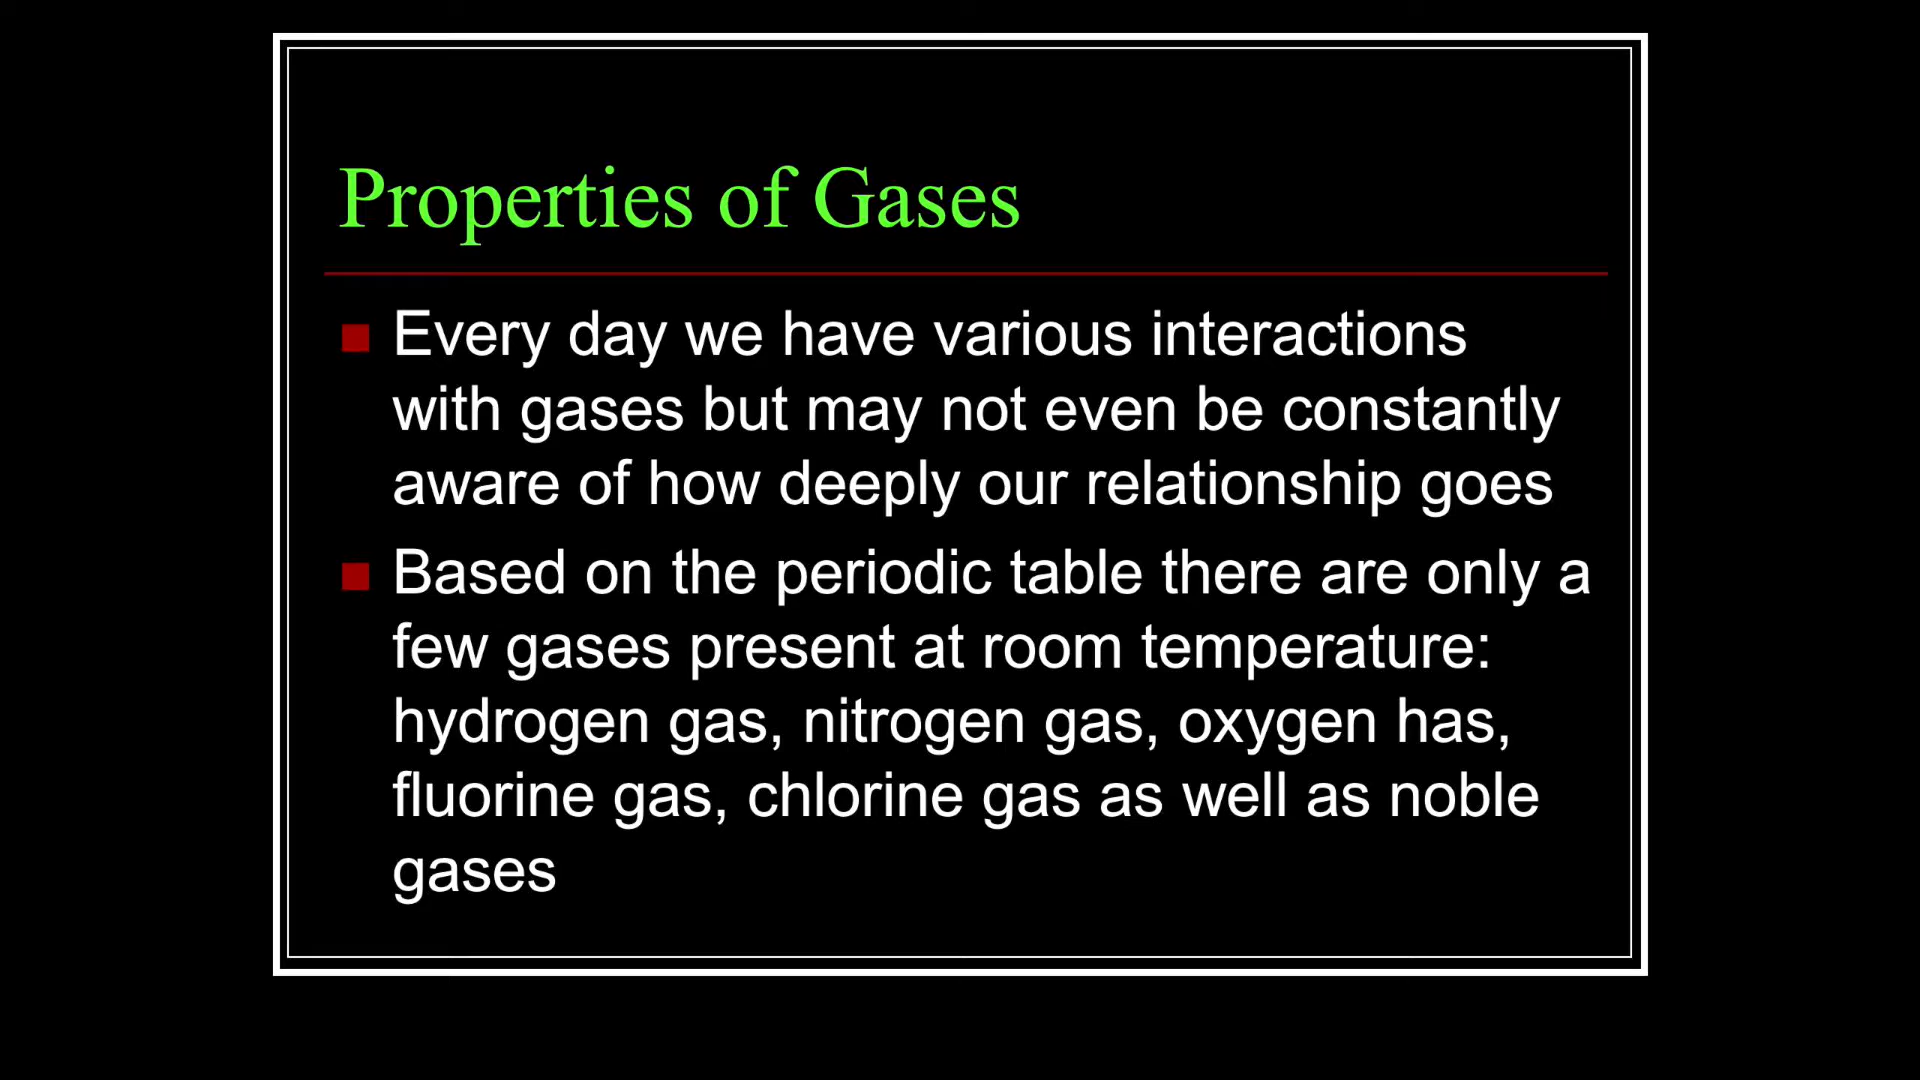 Properties of Gases
Every day we have various interactions
with gases but may not even be constantly
aware of how deeply our relationship goes
Based on the periodic table there are only a
few gases present at room temperature:
hydrogen gas, nitrogen gas, oxygen has,
fluorine gas, chlorine gas as well as noble
gases